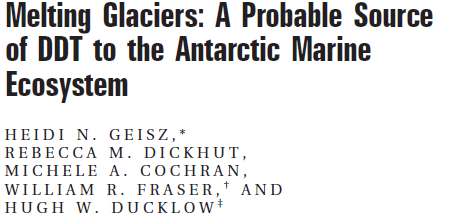 Melting Glaciers: A Probable Source
of DDT to the Antarctic Marine
Ecosystem
HEIDI N. GEISZ,*
REBECCA M. DICKHUT,
MICHELE A. COCHRAN,
WILLIAM R. FRASER,† AND
HUGH W. DUCKLOW‡